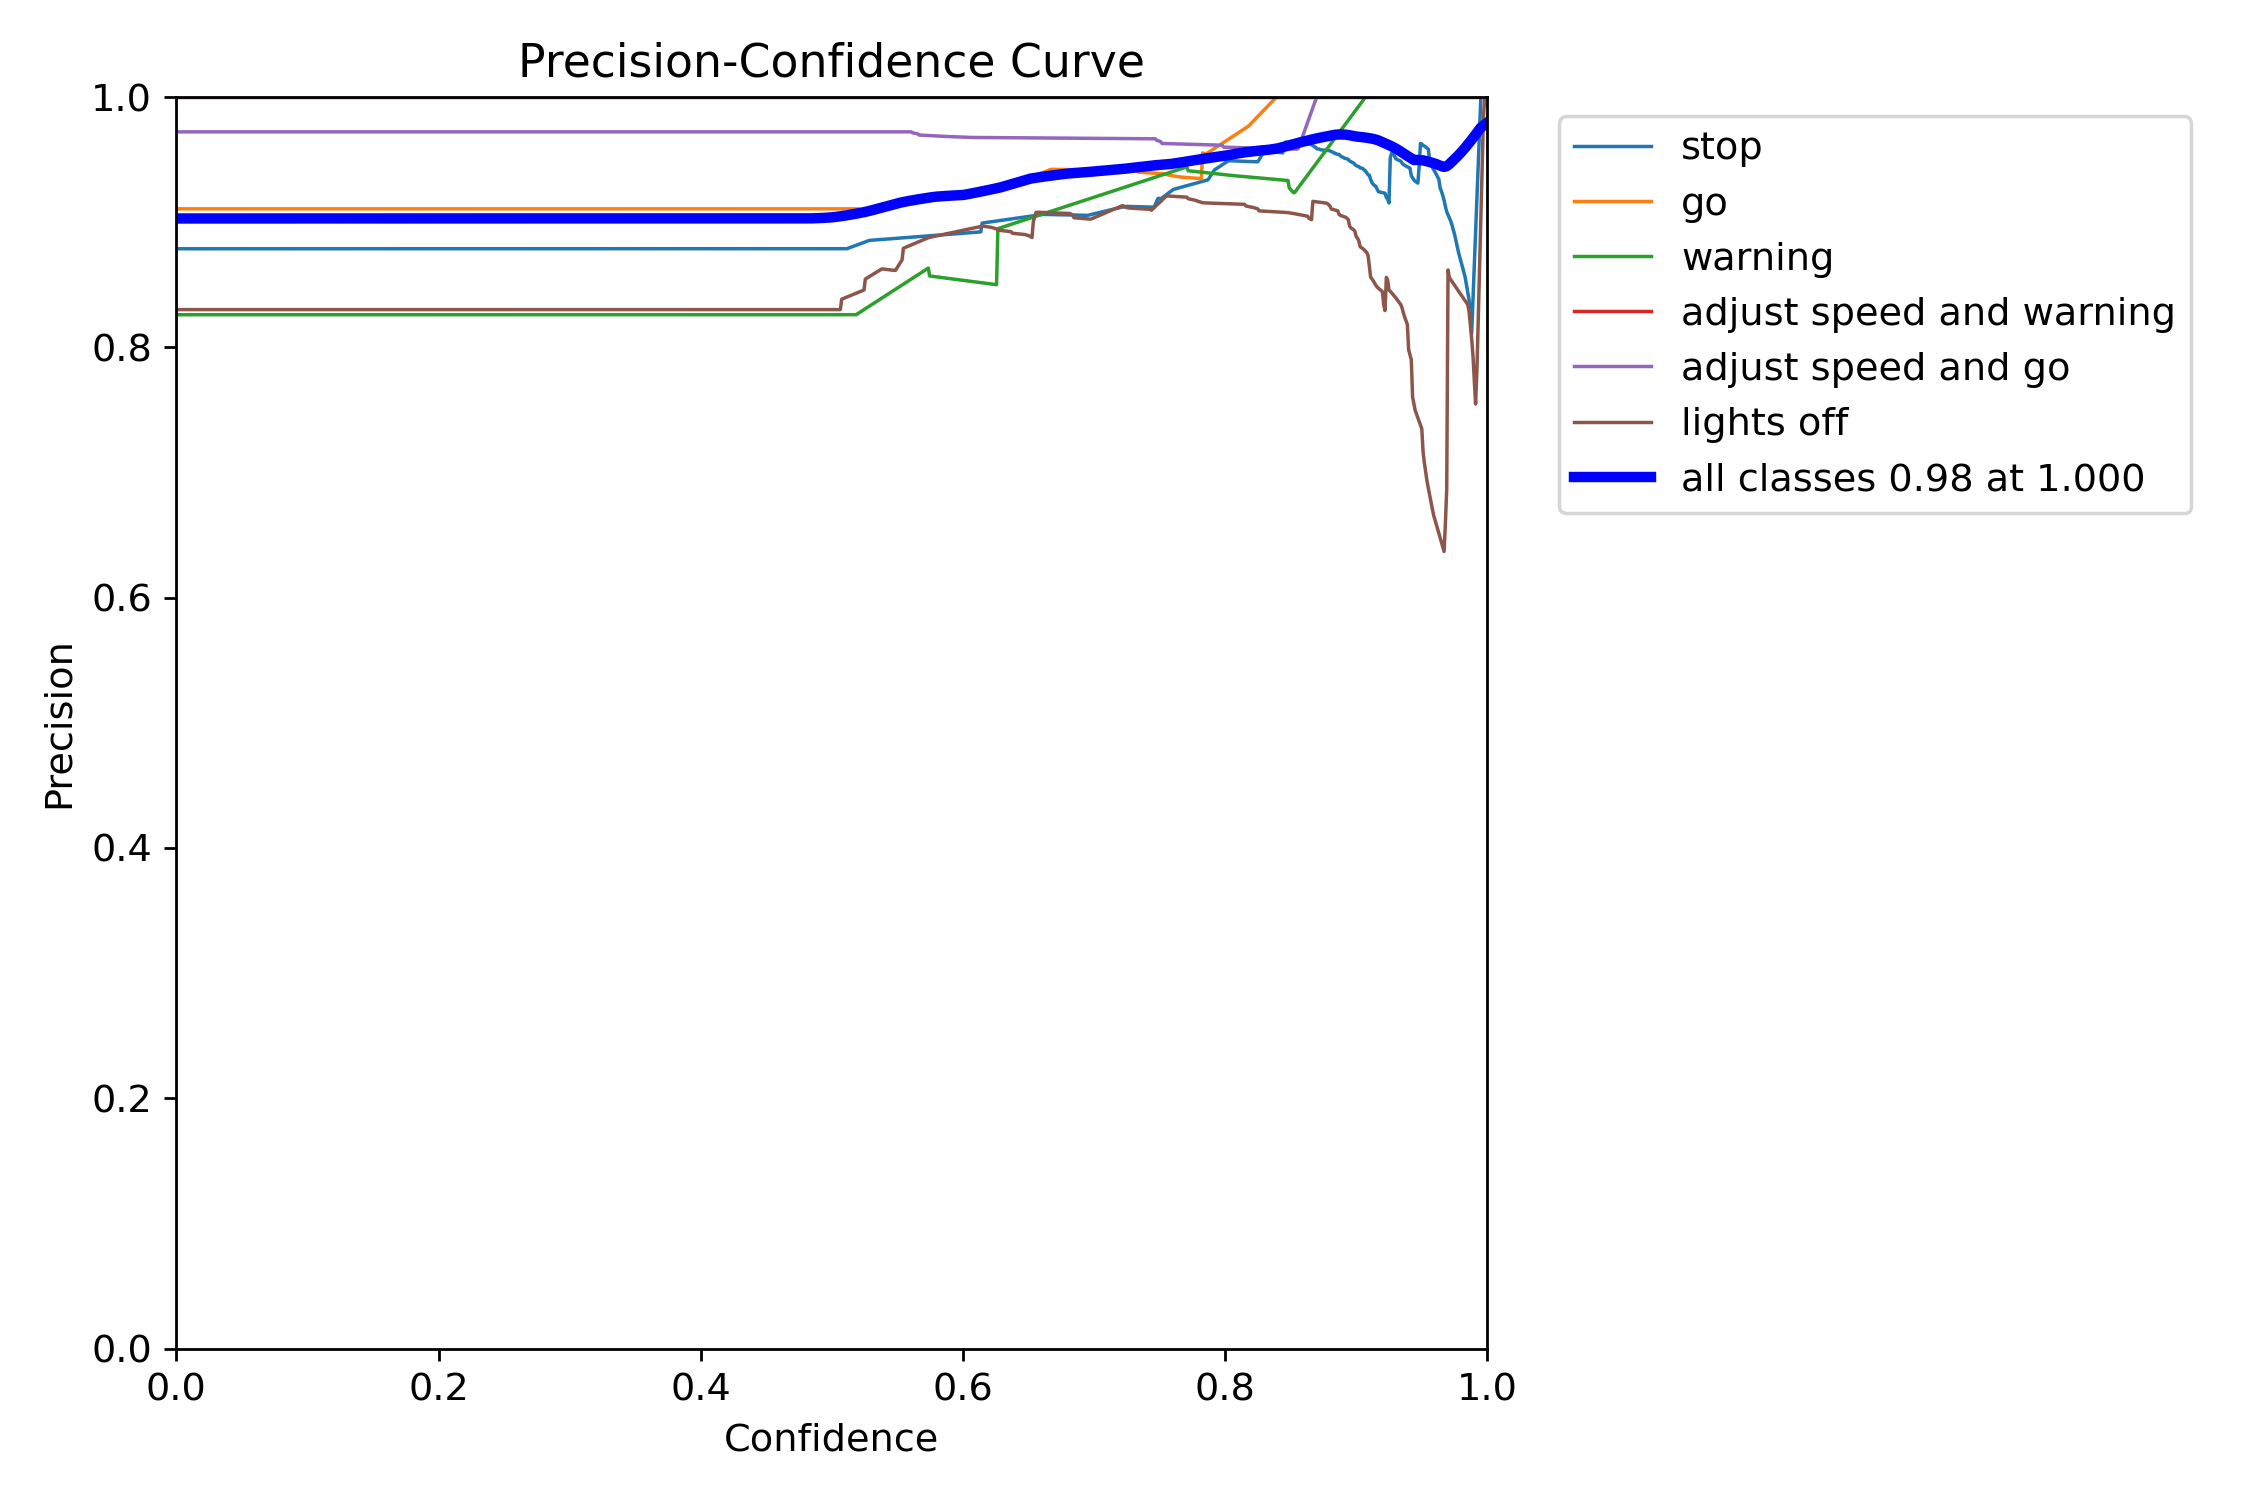 Precision-Confidence Curve
1.0
0.8
0.6
0.4
0.2
0.0
Precision
0.0 0.2 0.4 0.6 0.8 1.0
Confidence
stop
go
warning
adjust speed and warning
adjust speed and go
lights off
all classes 0.98 at 1.000